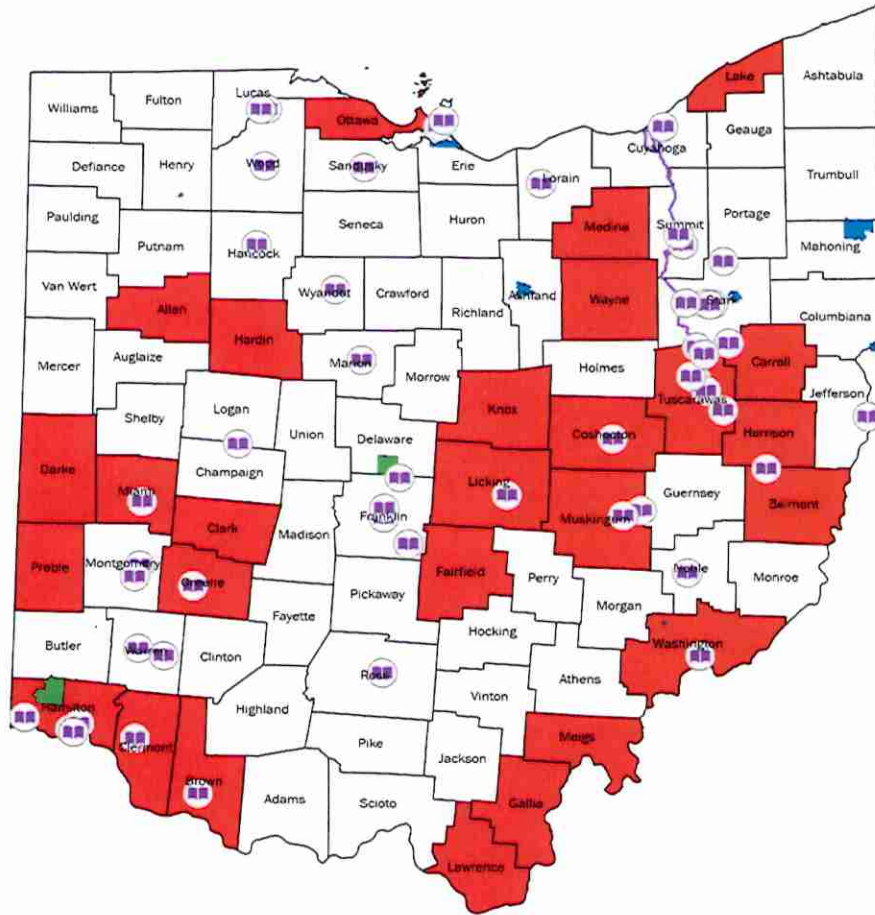 Lake
Ashtabula
Lucas
Fulton
Williams
Ottawa
Geauga
Cuyahoga
Wood
Sandusky
Erie
Lorain
Henry
Defiance
Trumbull
Paulding
Seneca
Huron
Medina
Summit
Portage
Putnam
Hancock
Mahoning
Van Wert
Wyandot
Crawford
Richland
Ashland
Wayne
Stark
Allen
Columbiana
Hardin
Mercer
Auglaize
Marion
Morrow
Holmes
Carroll
Jefferson
Tuscarawas
Logan
Knox
Shelby
Union
Delaware
Coshocton
Harrison
Darke
Champaign
Licking
Miami
Guernsey
Belmont
Franklin
Muskingum
Clark
Madison
Preble
Montgomery
Fairfield
Perry
Noble
Monroe
Greene
Pickaway
Morgan
Fayette
Hocking
Washington
Butler
Warren
Clinton
Ross
Athens
Vinton
Hamilton
Highland
Clermont
Pike
Meigs
Jackson
Brown
Adams
Scioto
Gallia
Lawrence